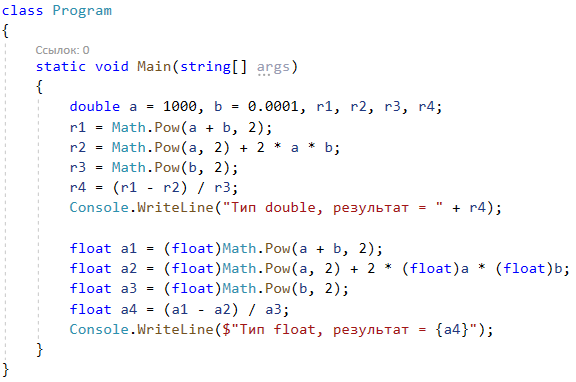 class Program
{
Ссылок: 0
static void Main(string[] args)
{
double a = 1000, b = 0.0001, r1, r2, r3, r4;
r1 = Math.Pow(a + b, 2);
r2 = Math.Pow(a, 2) + 2 * a * b;
r3 = Math.Pow(b, 2);
r4 = (r1 - r2) / r3;
Console.WriteLine("Тип double, результат = " + r4);
float a1 = (float)Math.Pow(a + b, 2);
float a2 = (float)Math.Pow(a, 2) + 2 * (float)a * (float)b;
float a3 = (float)Math.Pow(b, 2);
float a4 = (a1 - a2) / a3;
Console.WriteLine($"Тип float, результат = {a4}");
}
}